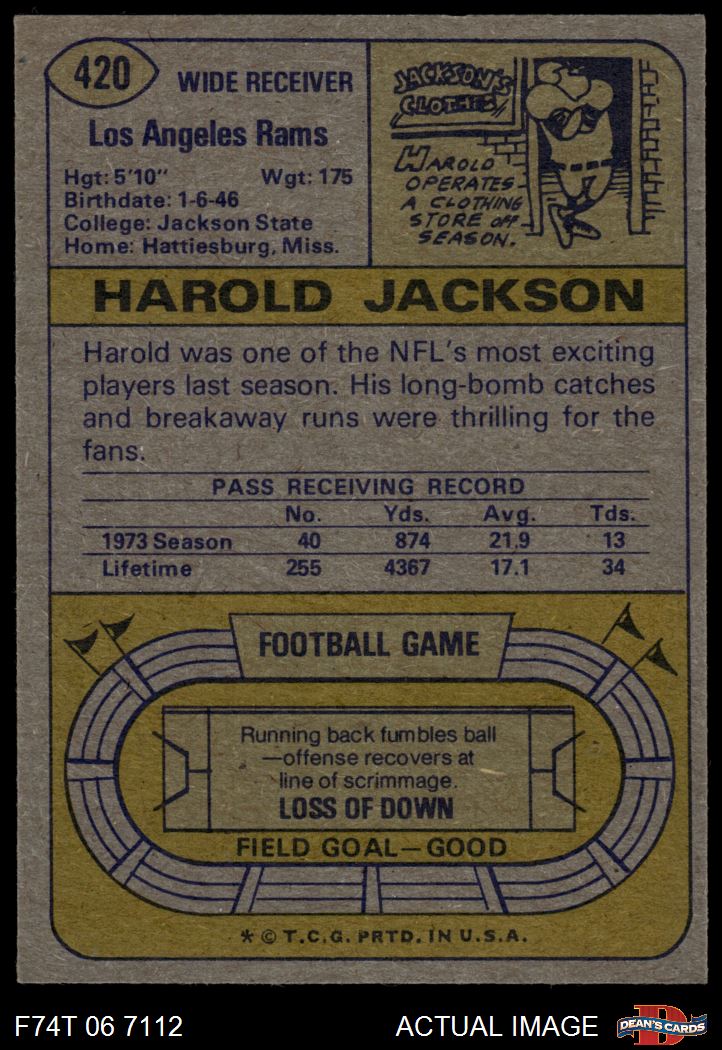 420
WIDE RECEIVER
Los Angeles Rams
Hgt: 5'10" Wgt: 175
Birthdate: 1-6-46
College: Jackson State
Home: Hattiesburg, Miss.
JACKSON'S
CLOTHES
HAROLD
OPERATES
A CLOTHING
STORE OFF
SEASON.
HAROLD JACKSON
Harold was one of the NFL's most exciting
players last season. His long-bomb catches
and breakaway runs were thrilling for the
fans.
PASS RECEIVING RECORD
No. Yds. Avg. Tds.
1973 Season 40 874 21.9 13
Lifetime 255 4367 17.1 34
FOOTBALL GAME
Running back fumbles ball
—offense recovers at
line of scrimmage.
LOSS OF DOWN
FIELD GOAL—GOOD
* © T.C.G. PRTD. IN U.S.A.
F74T 06 7112
ACTUAL IMAGE
D
DEAN'S CARDS